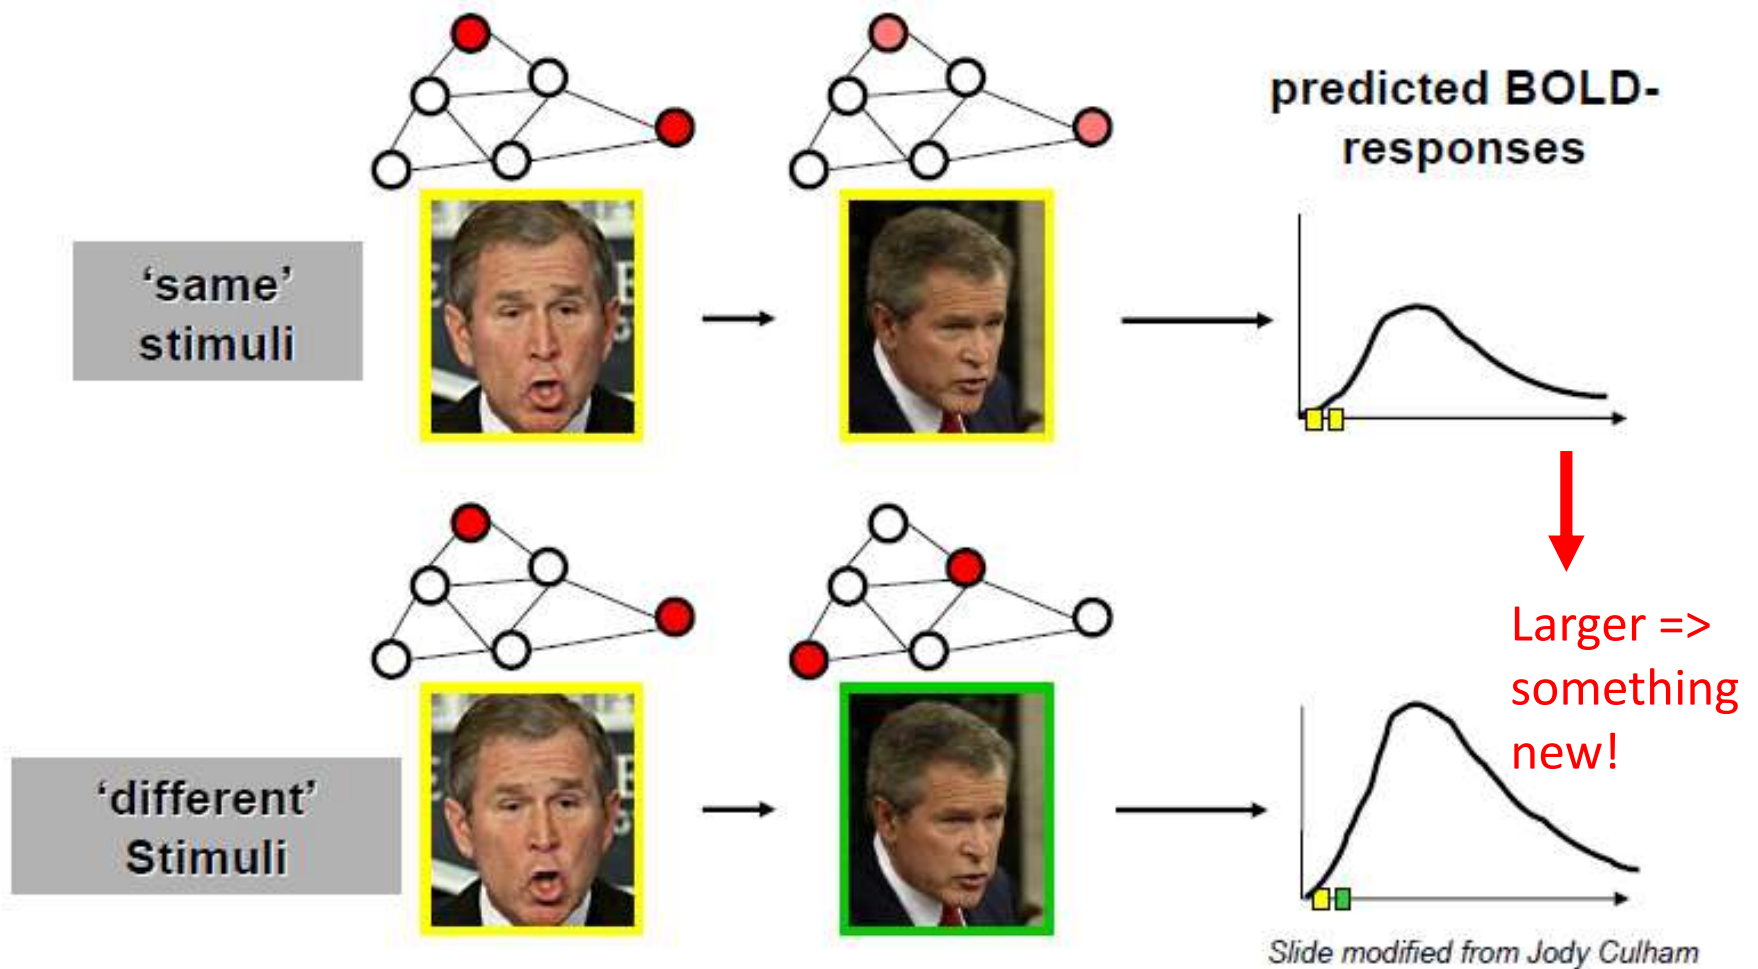 predicted BOLD-
responses
‘same’
stimuli
Larger =>
something
new!
‘different’
Stimuli
Slide modified from Jody Culham